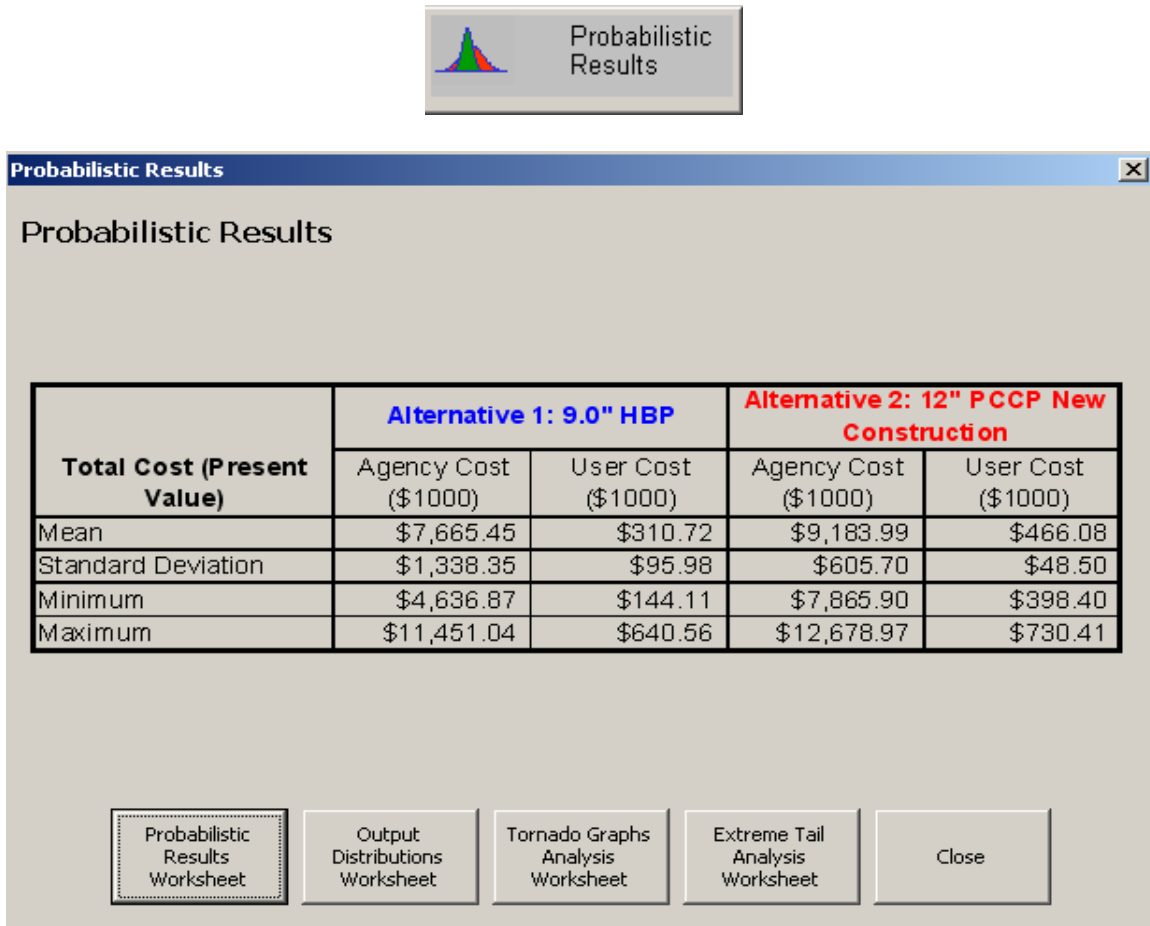 Probabilistic
Results
Probabilistic Results
Probabilistic Results
Total Cost (Present
Value)
Alternative 1: 9.0" HBP
Alternative 2: 12" PCCP New
Construction
Agency Cost
($1000)
User Cost
($1000)
Agency Cost
($1000)
User Cost
($1000)
Mean $7,665.45 $310.72 $9,183.99 $466.08
Standard Deviation $1,338.35 $95.98 $605.70 $48.50
Minimum $4,636.87 $144.11 $7,865.90 $398.40
Maximum $11,451.04 $640.56 $12,678.97 $730.41
Probabilistic
Results
Worksheet
Output
Distributions
Worksheet
Tornado Graphs
Analysis
Worksheet
Extreme Tail
Analysis
Worksheet
Close